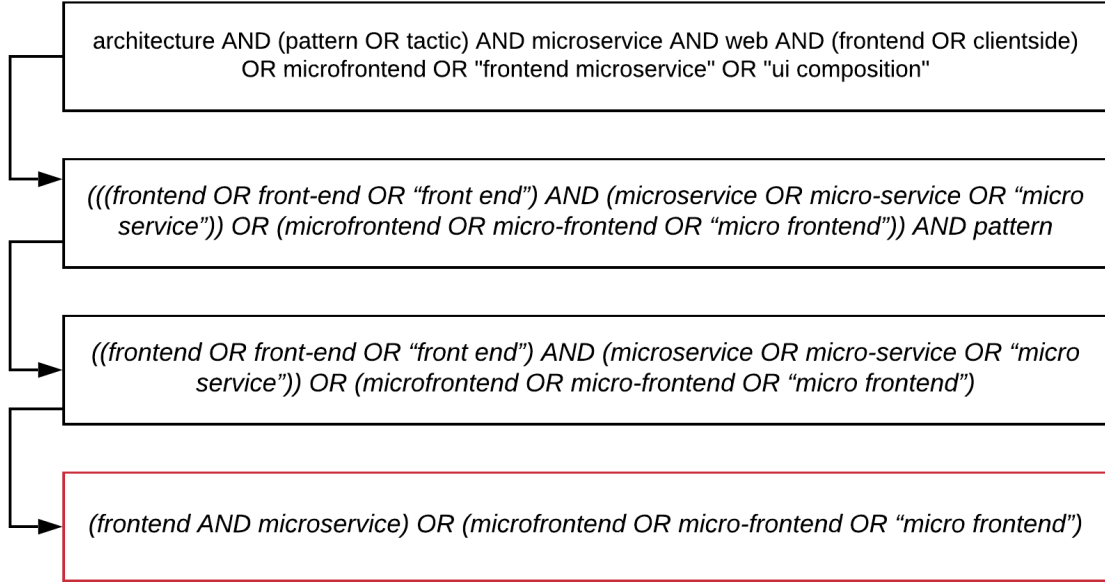 architecture AND (pattern OR tactic) AND microservice AND web AND (frontend OR clientside)
OR microfrontend OR "frontend microservice" OR "ui composition"
(((frontend OR front-end OR “front end”) AND (microservice OR micro-service OR “micro
service”)) OR (microfrontend OR micro-frontend OR “micro frontend”)) AND pattern
((frontend OR front-end OR “front end”) AND (microservice OR micro-service OR “micro
service”)) OR (microfrontend OR micro-frontend OR “micro frontend”)
(frontend AND microservice) OR (microfrontend OR micro-frontend OR “micro frontend”)